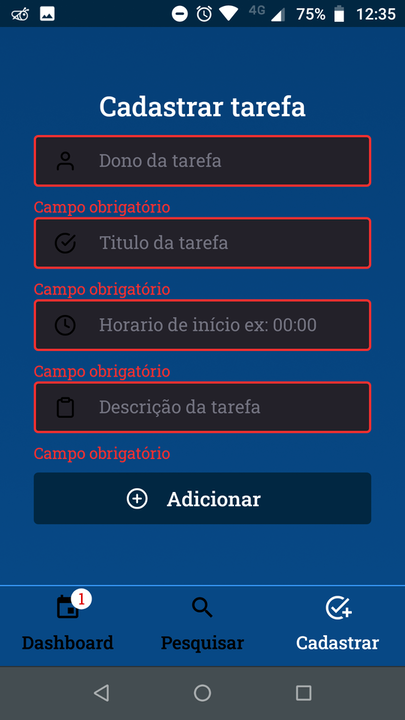 4G 75% 12:35
Cadastrar tarefa
Dono da tarefa
Campo obrigatório
Titulo da tarefa
Campo obrigatório
Horario de início ex: 00:00
Campo obrigatório
Descrição da tarefa
Campo obrigatório
Adicionar
1
Dashboard Pesquisar Cadastrar